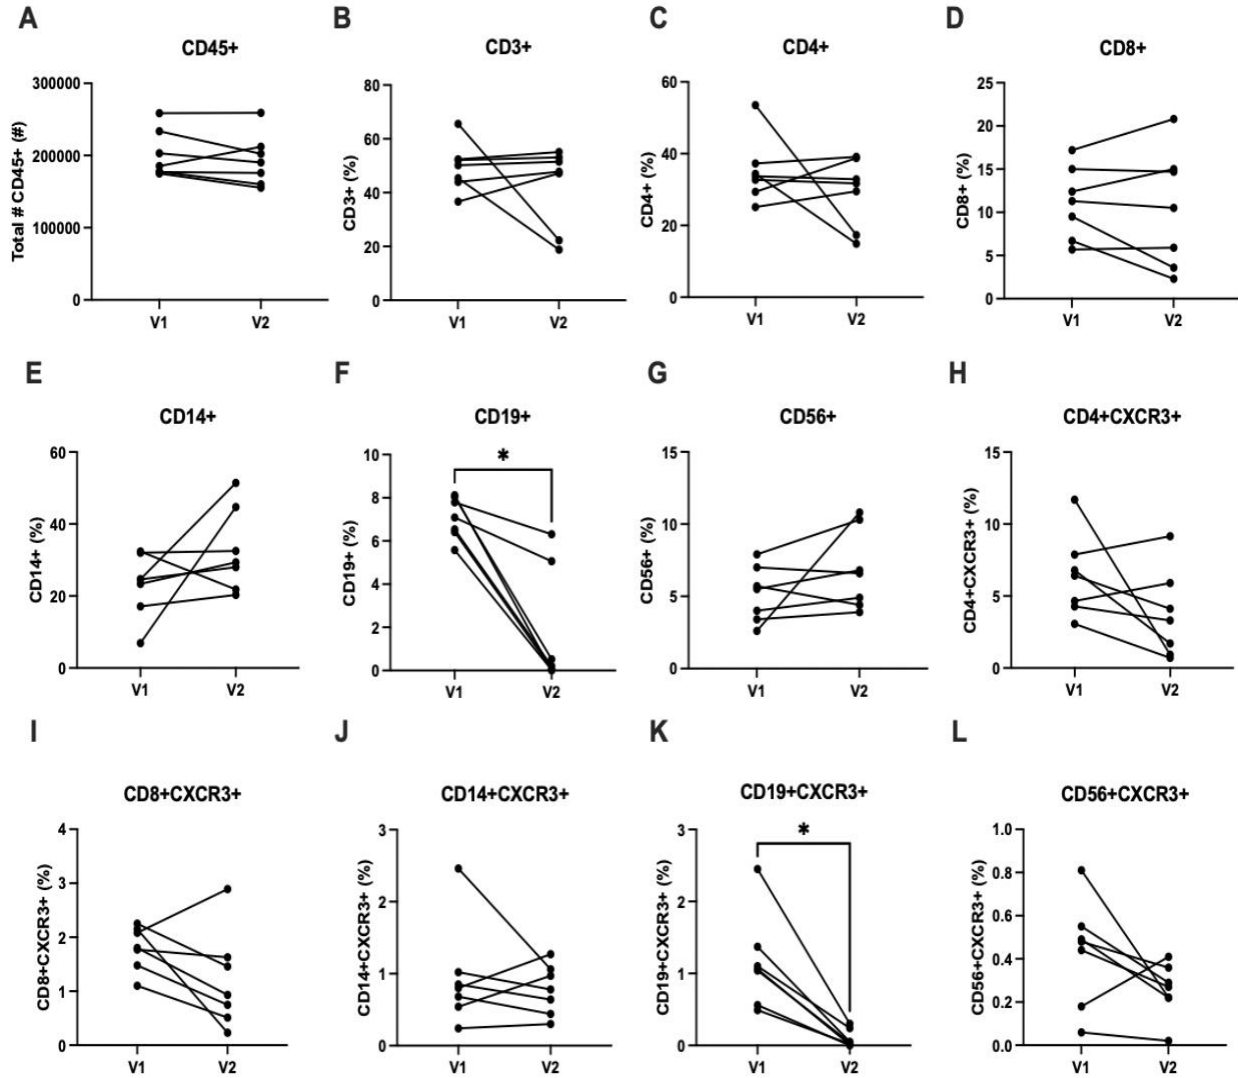 A
CD45+
Total # CD45+ (#)
300000
200000
100000
0
V1 V2
B
CD3+
CD3+ (%)
80
60
40
20
0
V1 V2
C
CD4+
CD4+ (%)
60
40
20
0
V1 V2
D
CD8+
CD8+ (%)
25
20
15
10
5
0
V1 V2
E
CD14+
CD14+ (%)
60
40
20
0
V1 V2
F
CD19+
CD19+ (%)
10
8
6
4
2
0
*
V1 V2
G
CD56+
CD56+ (%)
15
10
5
0
V1 V2
H
CD4+CXCR3+
CD4+CXCR3+ (%)
15
10
5
0
V1 V2
I
CD8+CXCR3+
CD8+CXCR3+ (%)
4
3
2
1
0
V1 V2
J
CD14+CXCR3+
CD14+CXCR3+ (%)
3
2
1
0
V1 V2
K
CD19+CXCR3+
CD19+CXCR3+ (%)
3
2
1
0
*
V1 V2
L
CD56+CXCR3+
CD56+CXCR3+ (%)
1.0
0.8
0.6
0.4
0.2
0.0
V1 V2